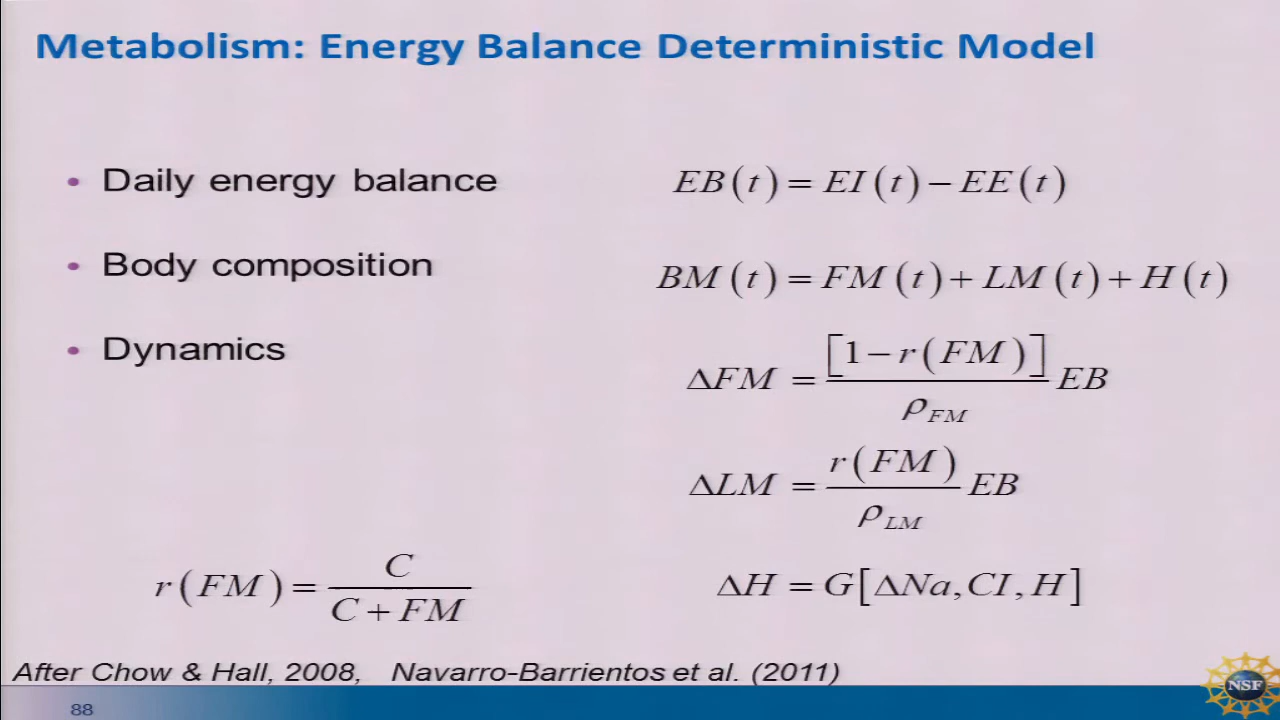 Metabolism: Energy Balance Deterministic Model
• Daily energy balance
EB(t) = EI(t) − EE(t)
• Body composition
BM(t) = FM(t) + LM(t) + H(t)
• Dynamics
ΔFM = [1 − r(FM)] / ρ_FM EB
ΔLM = r(FM) / ρ_LM EB
r(FM) = C / C + FM
ΔH = G[ΔNa, CI, H]
After Chow & Hall, 2008, Navarro-Barrientos et al. (2011)
88
NSF